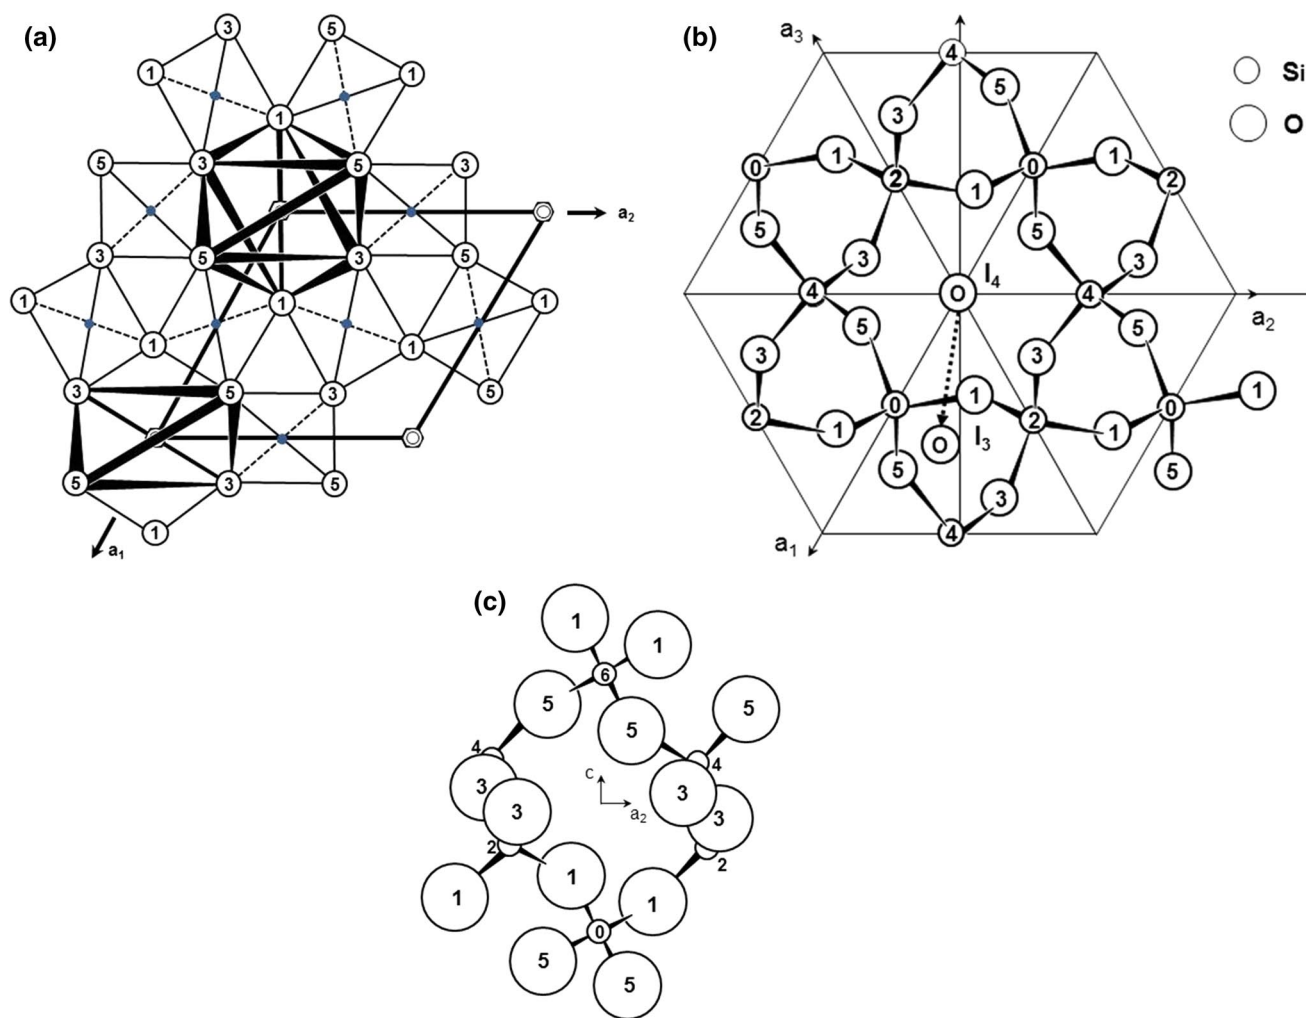 (a)
3 5
1 1
1
5 3 5 3
a₂
3 5 3 5
1 1 1
1 1
3 5 3 5
5 3 5
1
a₁
(b)
a₃
4
5
3
Si
O
0 1 0 1
2 1 2
5 5
3 3
I₄
4 O 4
a₂
5 5
3 3
0 1 0 1
2 1 2 1
O I₃
5 3 5
4
a₁
(c)
1 1
6
5 5 5
4 4
3 3
3 3
c
a₂
2 2
1 1 1 1
0
5 5